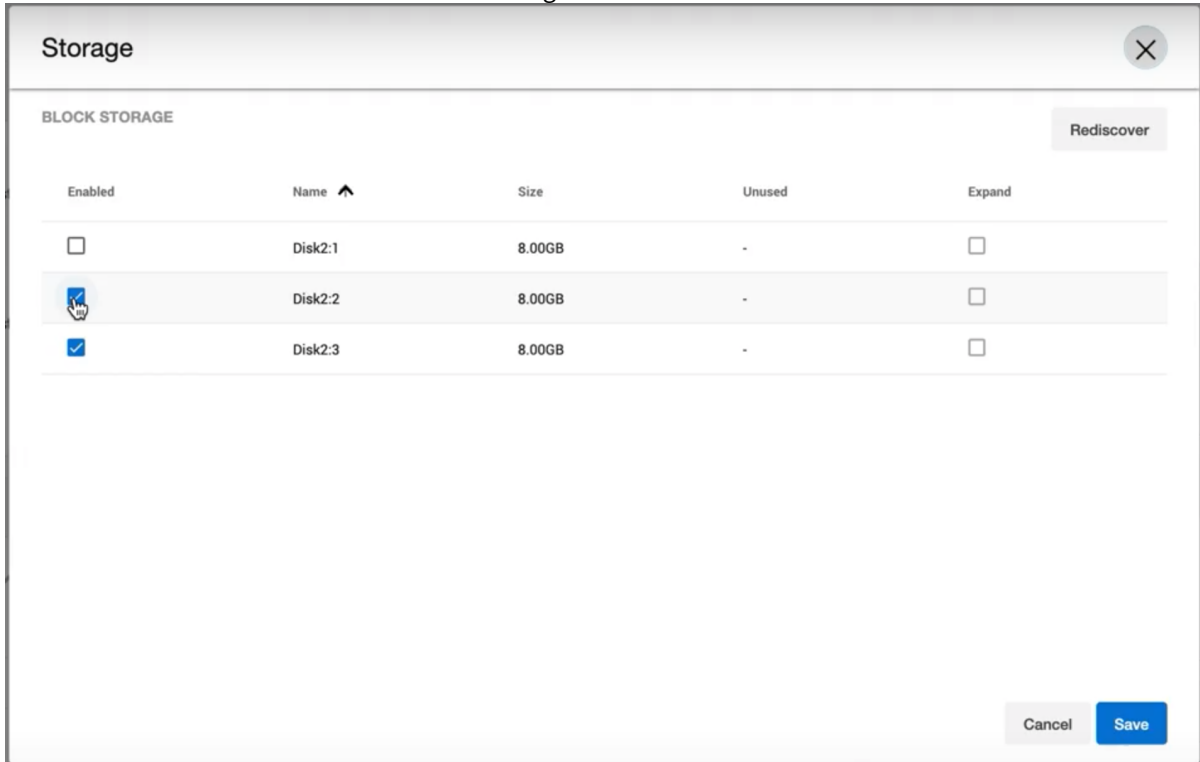 Storage
BLOCK STORAGE
Rediscover
Enabled Name Size Unused Expand
Disk2:1 8.00GB -
Disk2:2 8.00GB -
Disk2:3 8.00GB -
Cancel Save